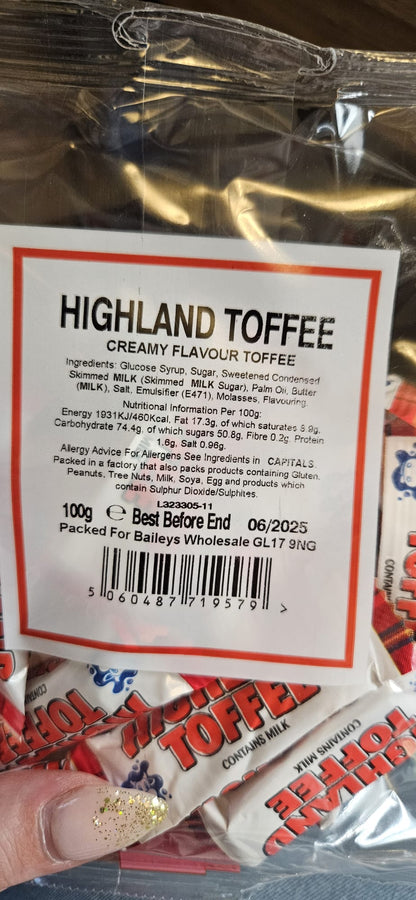 HIGHLAND TOFFEE
CREAMY FLAVOUR TOFFEE
Ingredients: Glucose Syrup, Sugar, Sweetened Condensed
Skimmed MILK (Skimmed MILK Sugar), Palm Oil, Butter
(MILK), Salt, Emulsifier (E471), Molasses, Flavouring
Nutritional Information Per 100g:
Energy 1931KJ/460Kcal, Fat 17.3g, of which saturates 8.9g,
Carbohydrate 74.4g, of which sugars 50.8g, Fibre 0.2g, Protein
1.6g, Salt 0.96g.
Allergy Advice For Allergens See Ingredients in CAPITALS.
Packed in a factory that also packs products containing Gluten,
Peanuts, Tree Nuts, Milk, Soya, Egg and products which
contain Sulphur Dioxide/Sulphites.
L323305-11
100g e Best Before End 06/2025
Packed For Baileys Wholesale GL17 9NG
5 060487 719579 >
TOFFEE
CONTAINS MILK
HIGHLAND
TOFFEE
CONTAINS MILK
TOFFEE